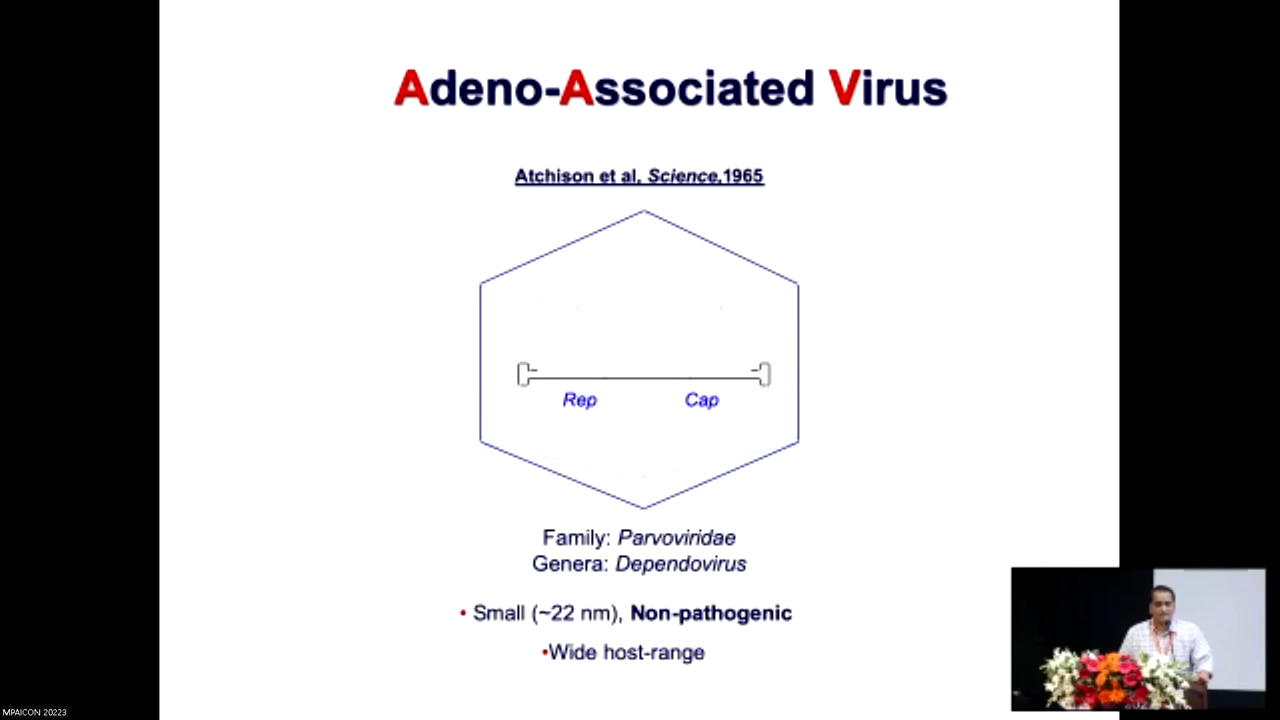 Adeno-Associated Virus
Atchison et al, Science,1965
Rep Cap
Family: Parvoviridae
Genera: Dependovirus
• Small (~22 nm), Non-pathogenic
•Wide host-range
MPAICON 20223